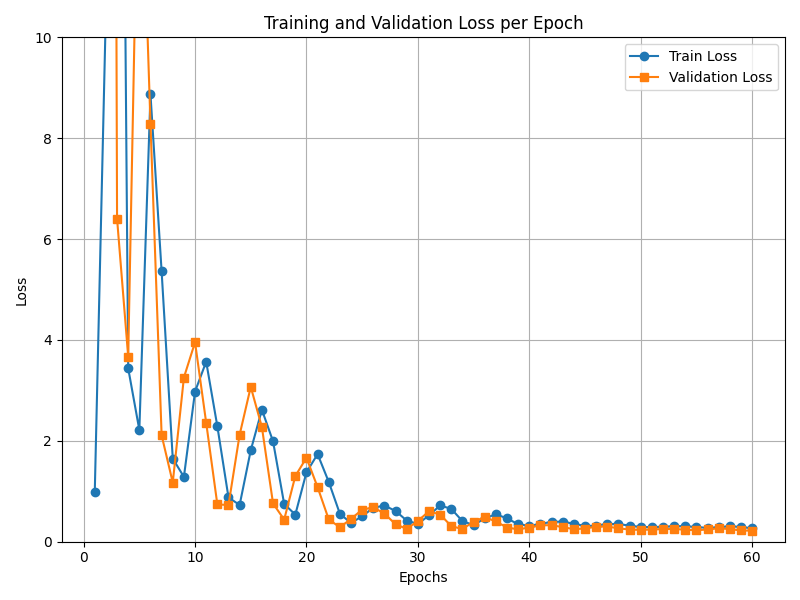 Training and Validation Loss per Epoch
Train Loss
Validation Loss
10
8
6
4
2
0
Loss
0 10 20 30 40 50 60
Epochs